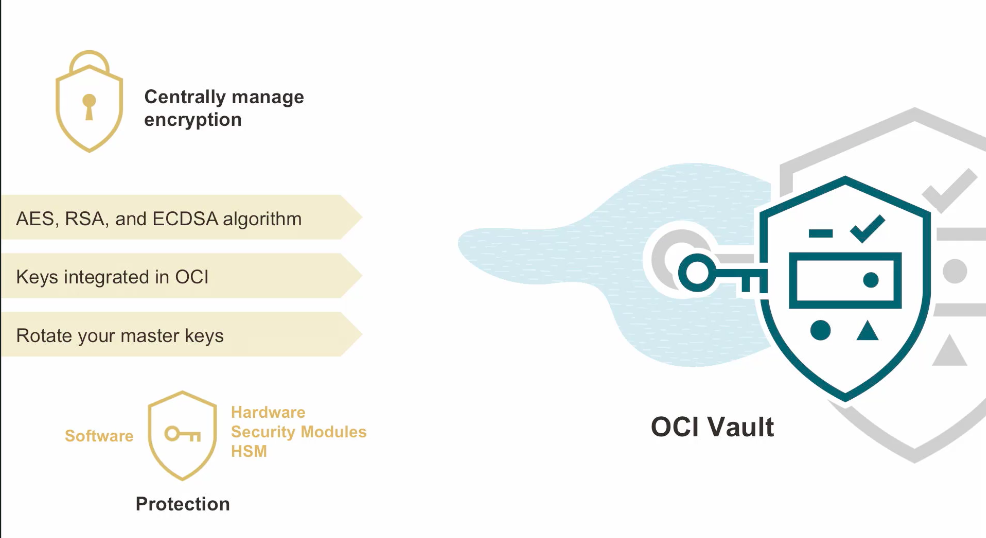 Centrally manage
encryption
AES, RSA, and ECDSA algorithm
Keys integrated in OCI
Rotate your master keys
Software
Hardware
Security Modules
HSM
Protection
OCI Vault